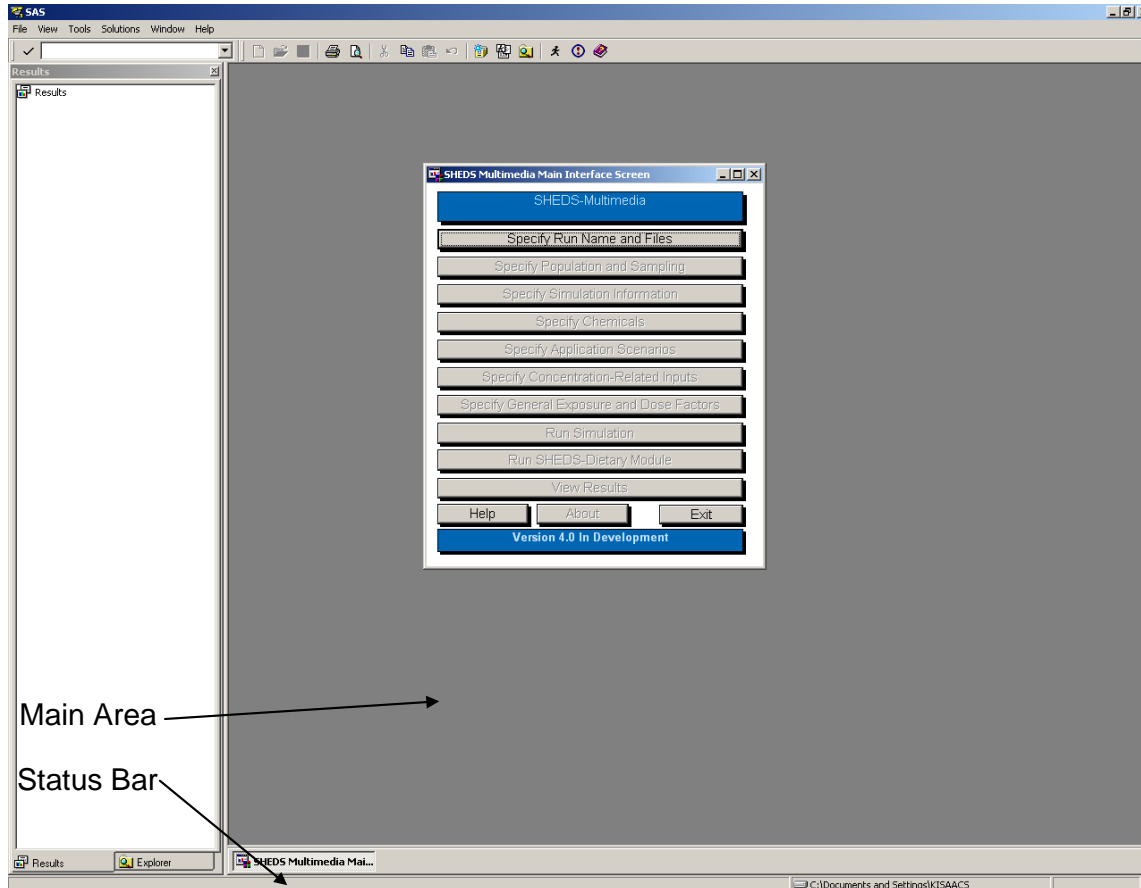 SAS
File View Tools Solutions Window Help
Results
Results
SHEDS Multimedia Main Interface Screen
SHEDS-Multimedia
Specify Run Name and Files
Specify Population and Sampling
Specify Simulation Information
Specify Chemicals
Specify Application Scenarios
Specify Concentration-Related Inputs
Specify General Exposure and Dose Factors
Run Simulation
Run SHEDS-Dietary Module
View Results
Help About Exit
Version 4.0 In Development
Main Area
Status Bar
Results Explorer SHEDS Multimedia Mai...
C:\Documents and Settings\KISAACS